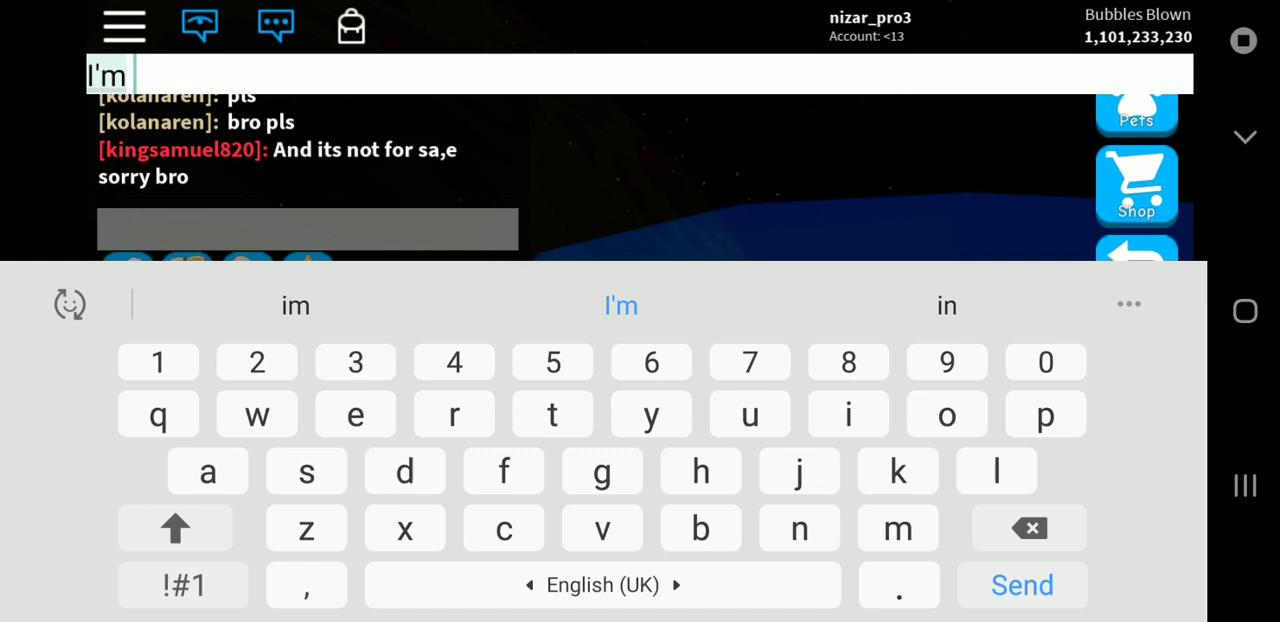 nizar_pro3
Account: <13
Bubbles Blown
1,101,233,230
I'm
[kolanaren]: pls
[kolanaren]: bro pls
[kingsamuel820]: And its not for sa,e
sorry bro
Pets
Shop
im I'm in
1 2 3 4 5 6 7 8 9 0
q w e r t y u i o p
a s d f g h j k l
z x c v b n m
!#1 , English (UK) . Send